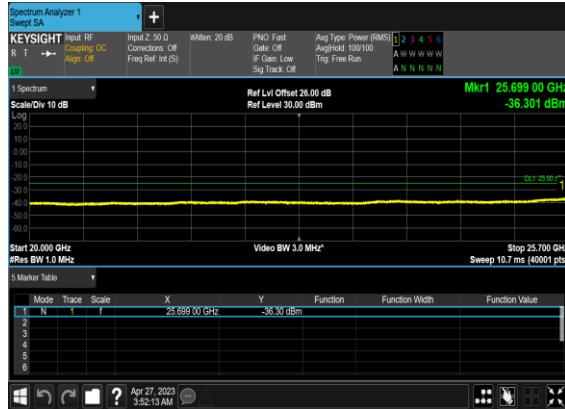 Spectrum Analyzer 1
Swept SA
+
KEYSIGHT Input: RF Input Z: 50 Ω #Atten: 20 dB PNO: Fast Avg Type: Power (RMS) 1 2 3 4 5 6
R T Coupling: DC Corrections: Off Gate: Off Avg|Hold: 100/100 A W W W W W
Align: Off Freq Ref: Int (S) IF Gain: Low Trig: Free Run
Sig Track: Off A N N N N N
1 Spectrum Ref Lvl Offset 26.00 dB Mkr1 25.699 00 GHz
Scale/Div 10 dB Ref Level 30.00 dBm -36.301 dBm
Log
20.0
10.0
0.00
-10.0
-20.0 DL1 -25.00
-30.0 1
-40.0
-50.0
-60.0
Start 20.000 GHz Video BW 3.0 MHz* Stop 25.700 GH
#Res BW 1.0 MHz Sweep 10.7 ms (40001 pts
5 Marker Table
Mode Trace Scale X Y Function Function Width Function Value
1 N 1 f 25.699 00 GHz -36.30 dBm
2
3
4
5
6
? Apr 27, 2023
3:52:13 AM